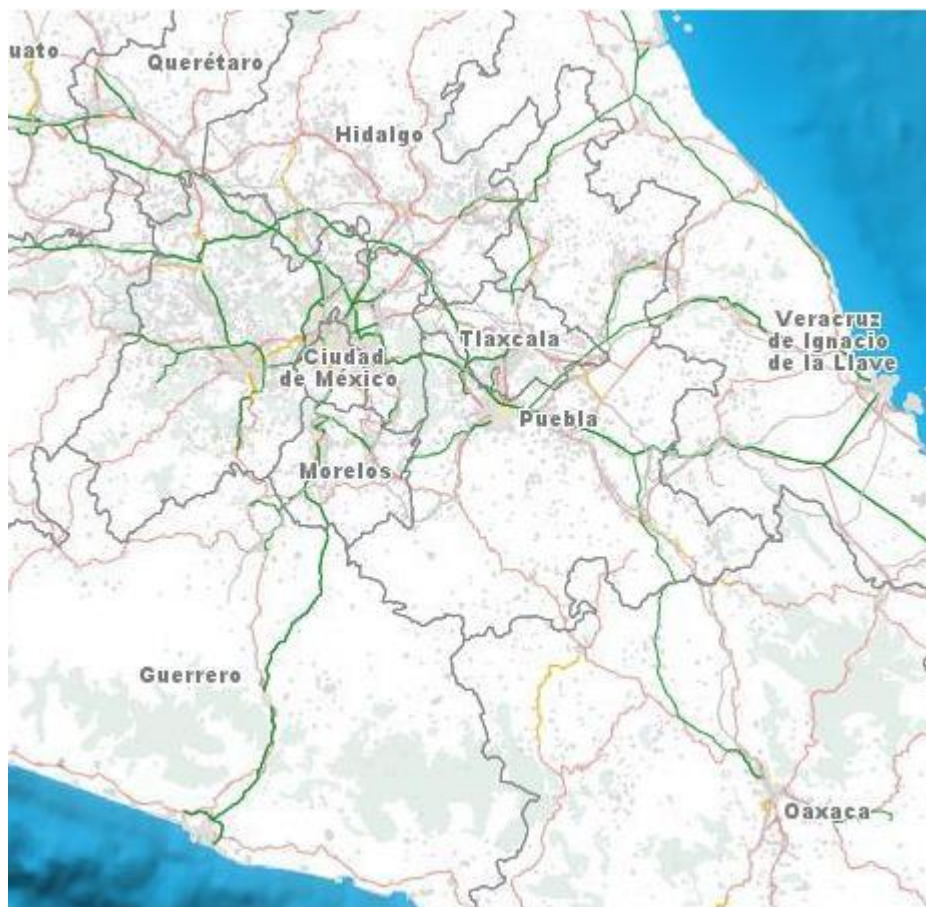 uato
Querétaro
Hidalgo
Veracruz
de Ignacio
de la Llave
Tlaxcala
Ciudad
de México
Puebla
Morelos
Guerrero
Oaxaca